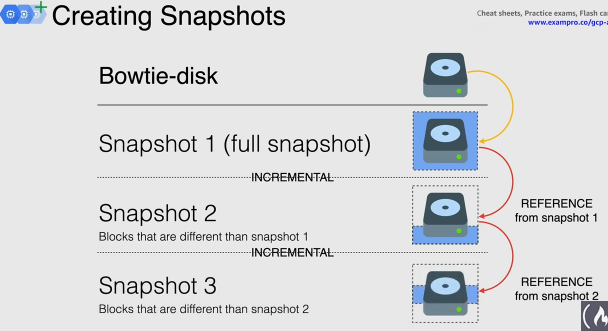 Creating Snapshots
Cheat sheets, Practice exams, Flash
www.exampro.co/gcp-
Bowtie-disk
Snapshot 1 (full snapshot)
INCREMENTAL
Snapshot 2
Blocks that are different than snapshot 1
REFERENCE
from snapshot 1
INCREMENTAL
Snapshot 3
Blocks that are different than snapshot 2
REFERENCE
from snapshot 2